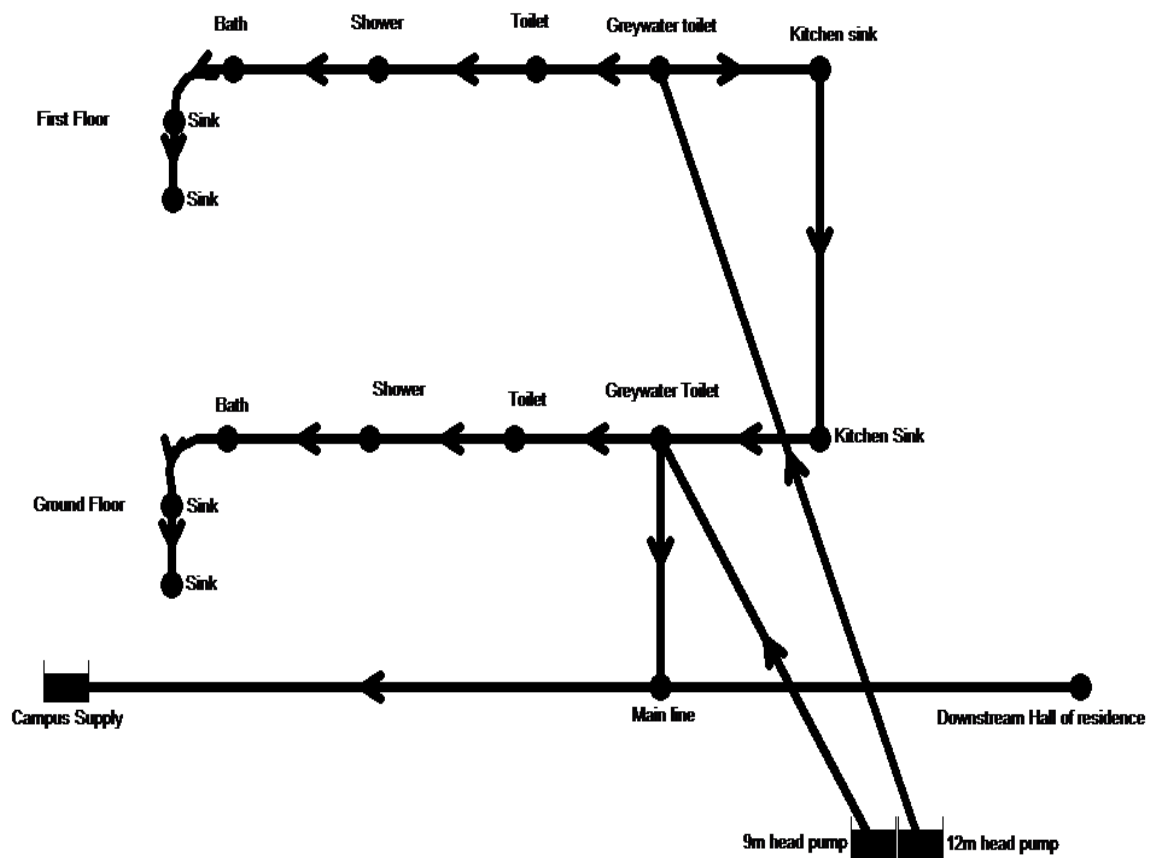 Bath
Shower
Toilet
Greywater toilet
Kitchen sink
First Floor
Sink
Sink
Bath
Shower
Toilet
Greywater Toilet
Kitchen Sink
Ground Floor
Sink
Sink
Campus Supply
Main line
Downstream Hall of residence
9m head pump
12m head pump